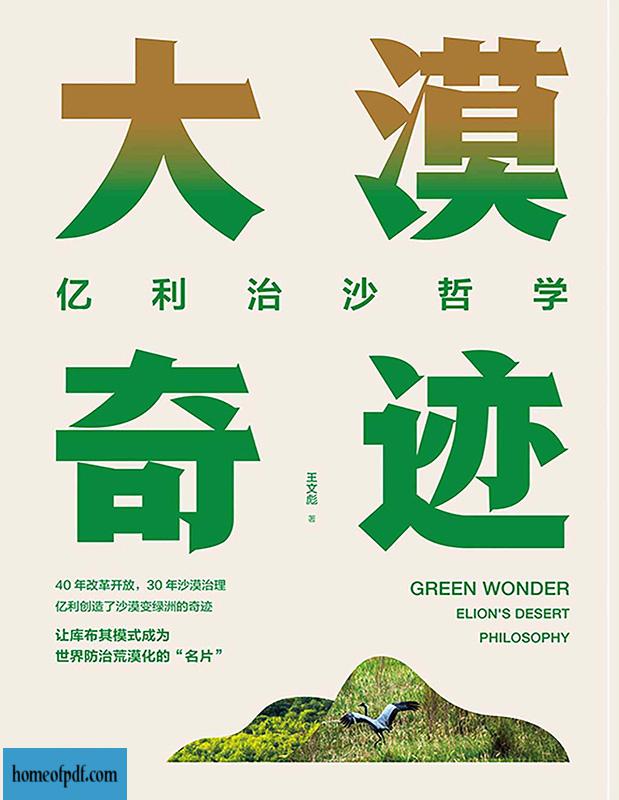 大漠
亿利治沙哲学
奇迹
王文彪 著
40年改革开放，30年沙漠治理
亿利创造了沙漠变绿洲的奇迹
让库布其模式成为
世界防治荒漠化的“名片”
GREEN WONDER
ELION'S DESERT
PHILOSOPHY
homeofpdf.com